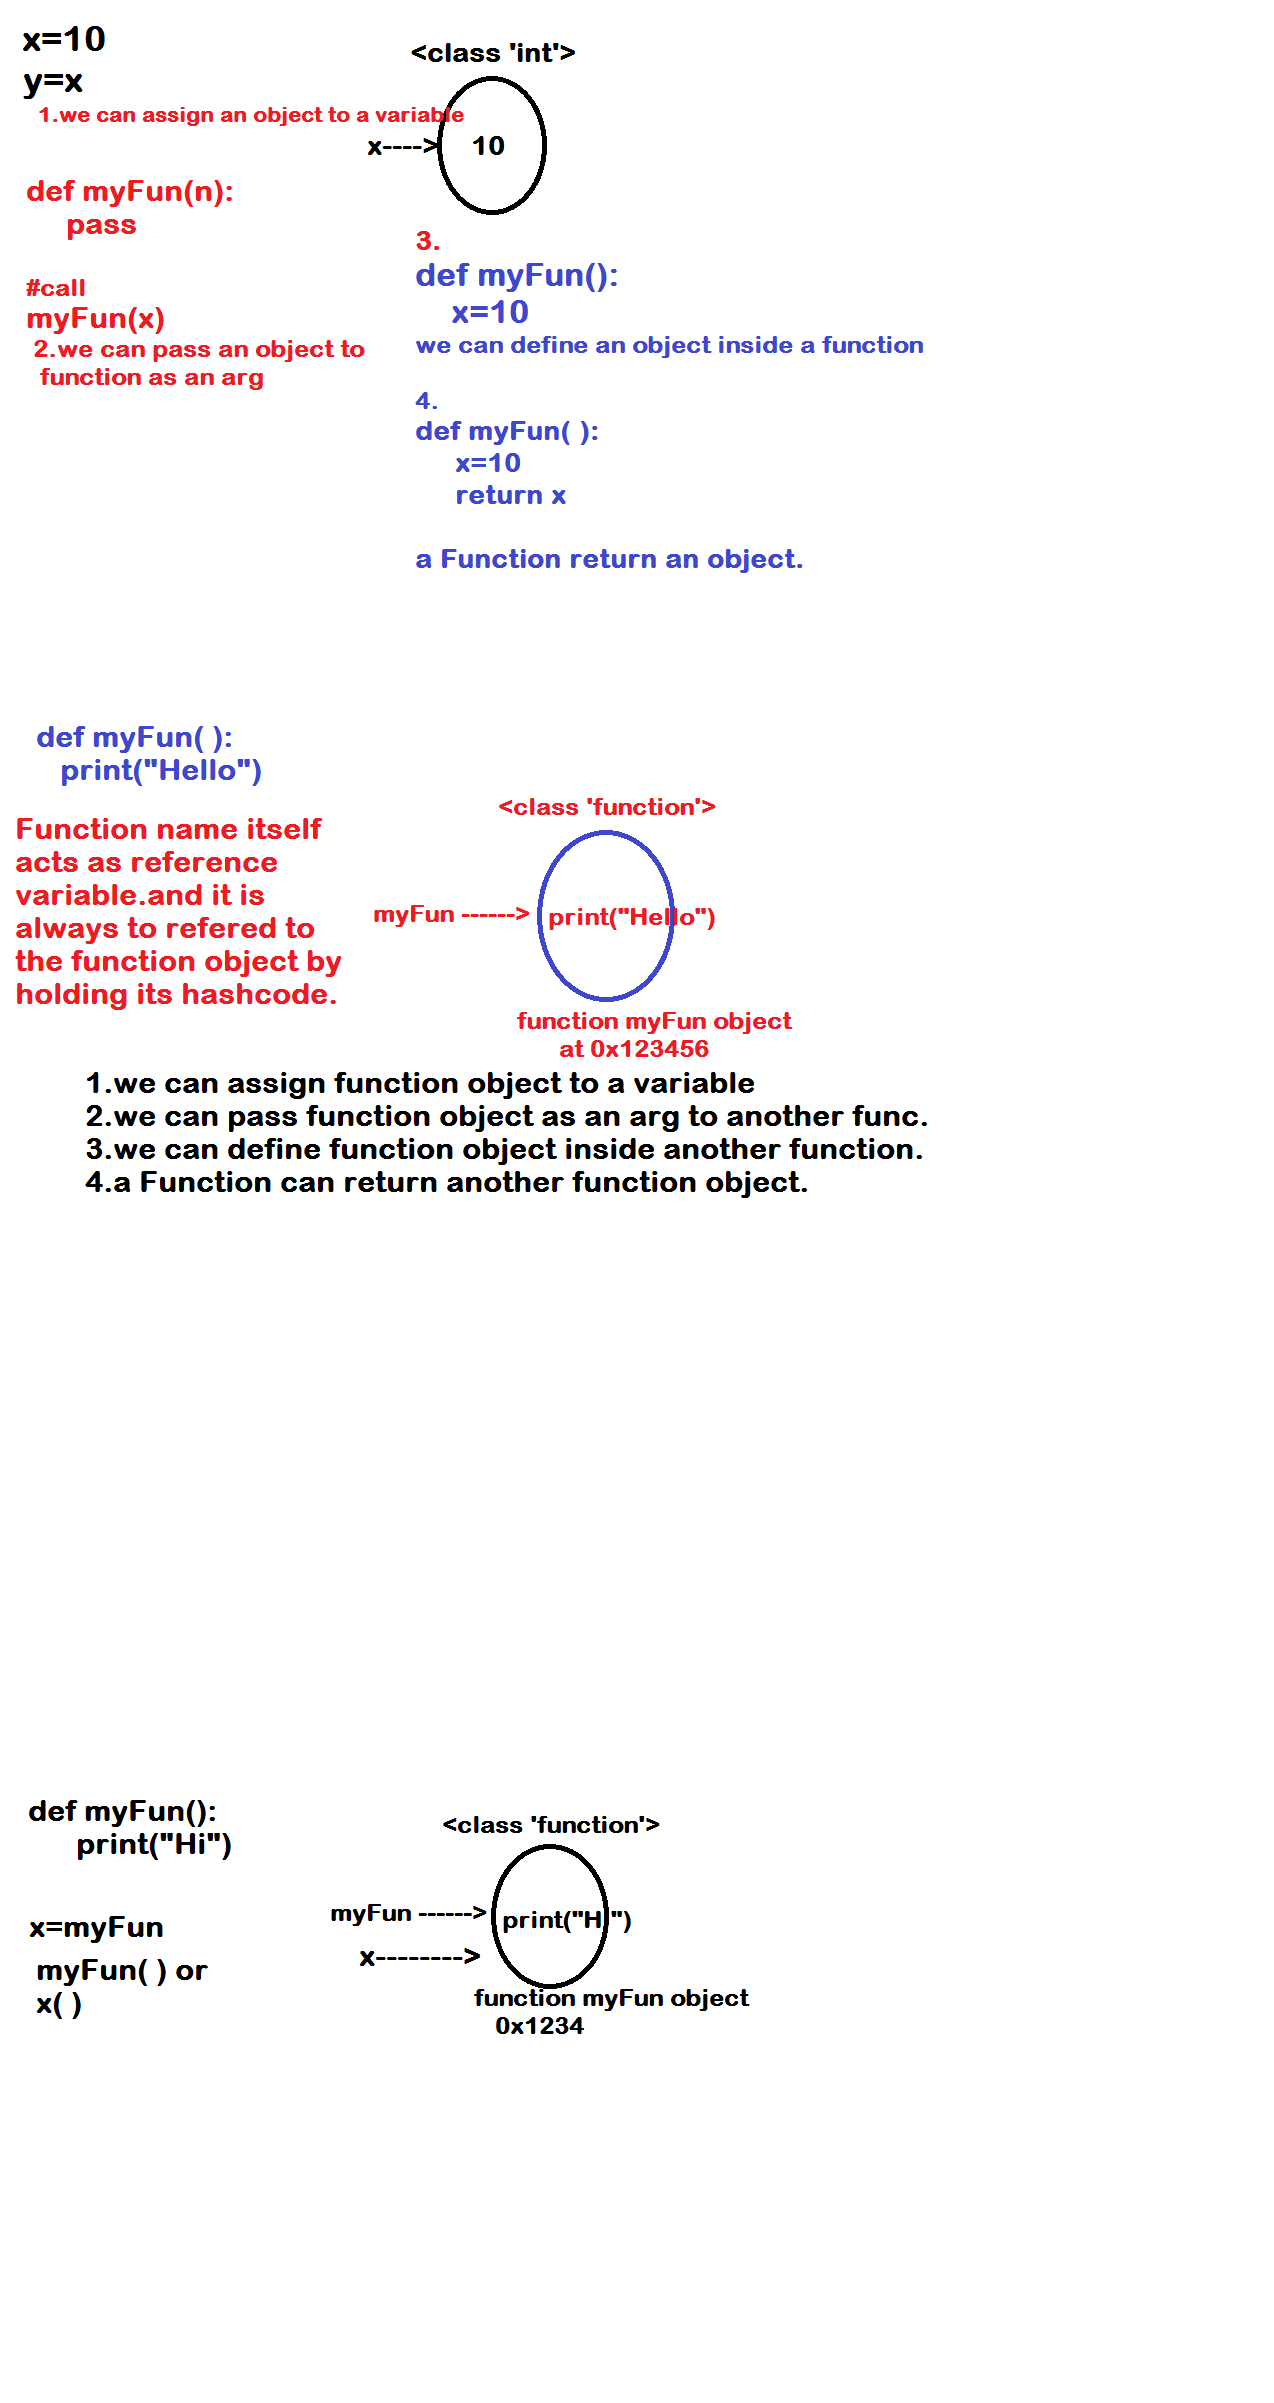 x=10
y=x
1.we can assign an object to a variable
<class 'int'>
x---->
10
def myFun(n):
pass
#call
myFun(x)
2.we can pass an object to
function as an arg
3.
def myFun():
x=10
we can define an object inside a function
4.
def myFun( ):
x=10
return x
a Function return an object.
def myFun( ):
print("Hello")
Function name itself
acts as reference
variable.and it is
always to refered to
the function object by
holding its hashcode.
<class 'function'>
myFun ------>
print("Hello")
function myFun object
at 0x123456
1.we can assign function object to a variable
2.we can pass function object as an arg to another func.
3.we can define function object inside another function.
4.a Function can return another function object.
def myFun():
print("Hi")
x=myFun
myFun( ) or
x( )
<class 'function'>
myFun ------>
print("Hi")
x-------->
function myFun object
0x1234